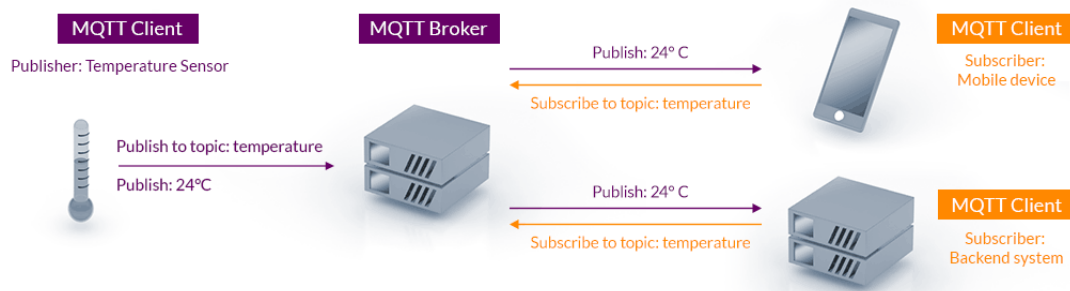 MQTT Client
Publisher: Temperature Sensor
Publish to topic: temperature
Publish: 24°C
MQTT Broker
Publish: 24° C
Subscribe to topic: temperature
MQTT Client
Subscriber:
Mobile device
Publish: 24° C
Subscribe to topic: temperature
MQTT Client
Subscriber:
Backend system